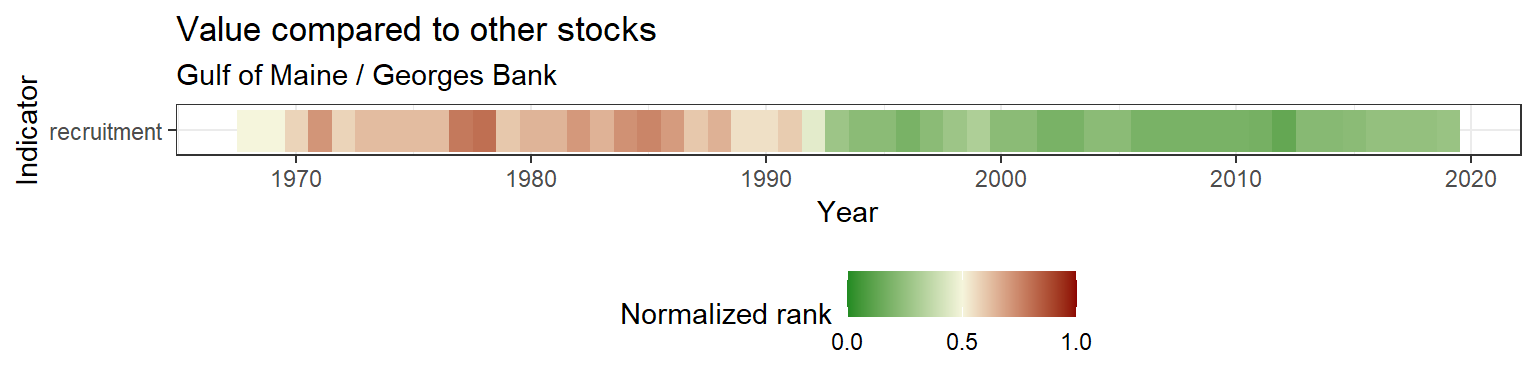 Value compared to other stocks
Gulf of Maine / Georges Bank
Indicator
recruitment
1970 1980 1990 2000 2010 2020
Year
Normalized rank
0.0 0.5 1.0